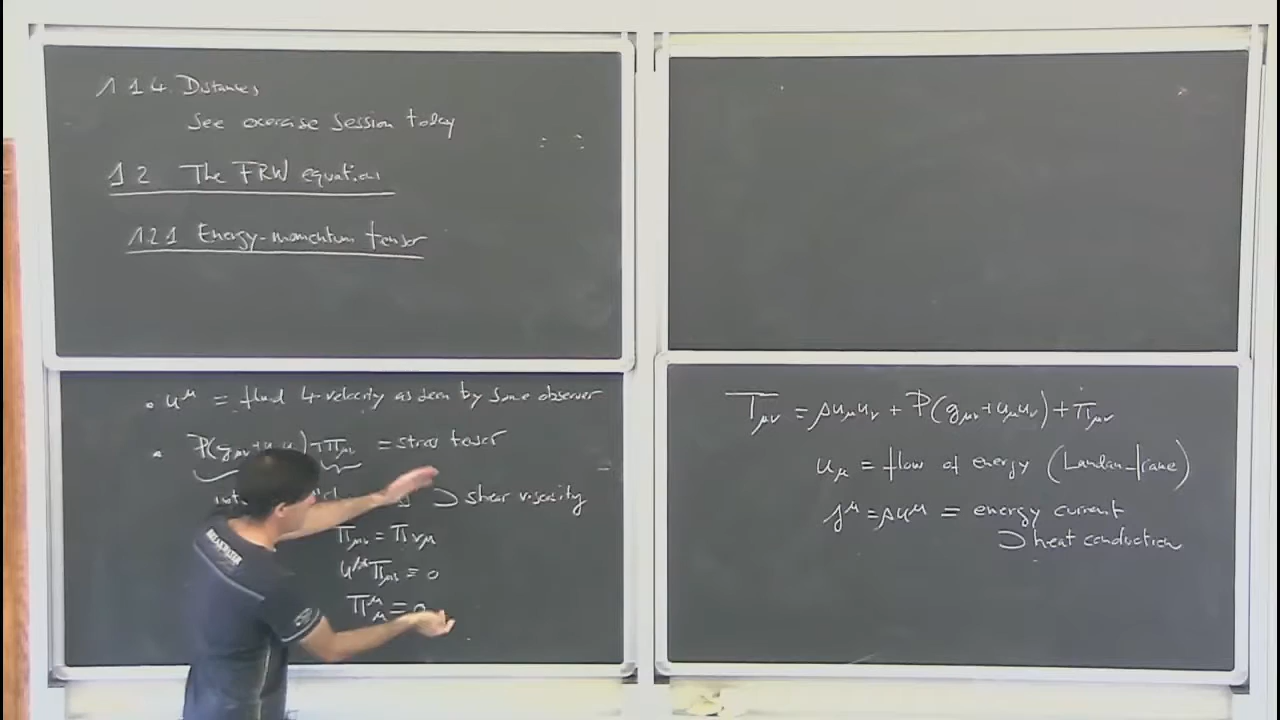 1 1 4. Distances
See exercise session today
1 2 The FRW equations
1 2 1 Energy-momentum tensor
• u^μ = fluid 4-velocity as seen by some observer
• P(g_μν + u u_ν) + π_μν = stress tensor
⊃ shear viscosity
π_μν = π_νμ
u^μ π_μν = 0
π^μ_μ = 0
T_μν = ρ u_μ u_ν + P(g_μν + u_μ u_ν) + π_μν
u_μ = flow of energy (Landau-frame)
j^μ = ρ u^μ = energy current
⊃ heat conduction